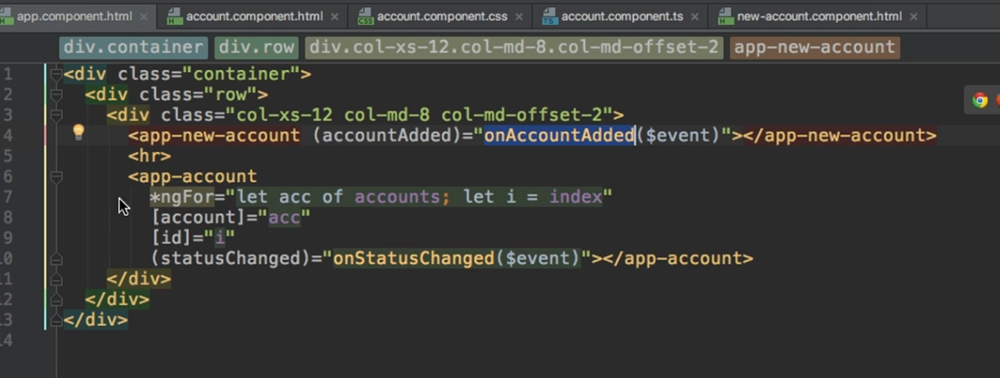 app.component.html account.component.html account.component.css account.component.ts new-account.component.html
div.container div.row div.col-xs-12.col-md-8.col-md-offset-2 app-new-account
1 <div class="container">
2 <div class="row">
3 <div class="col-xs-12 col-md-8 col-md-offset-2">
4 <app-new-account (accountAdded)="onAccountAdded($event)"></app-new-account>
5 <hr>
6 <app-account
7 *ngFor="let acc of accounts; let i = index"
8 [account]="acc"
9 [id]="i"
10 (statusChanged)="onStatusChanged($event)"></app-account>
11 </div>
12 </div>
13 </div>
14